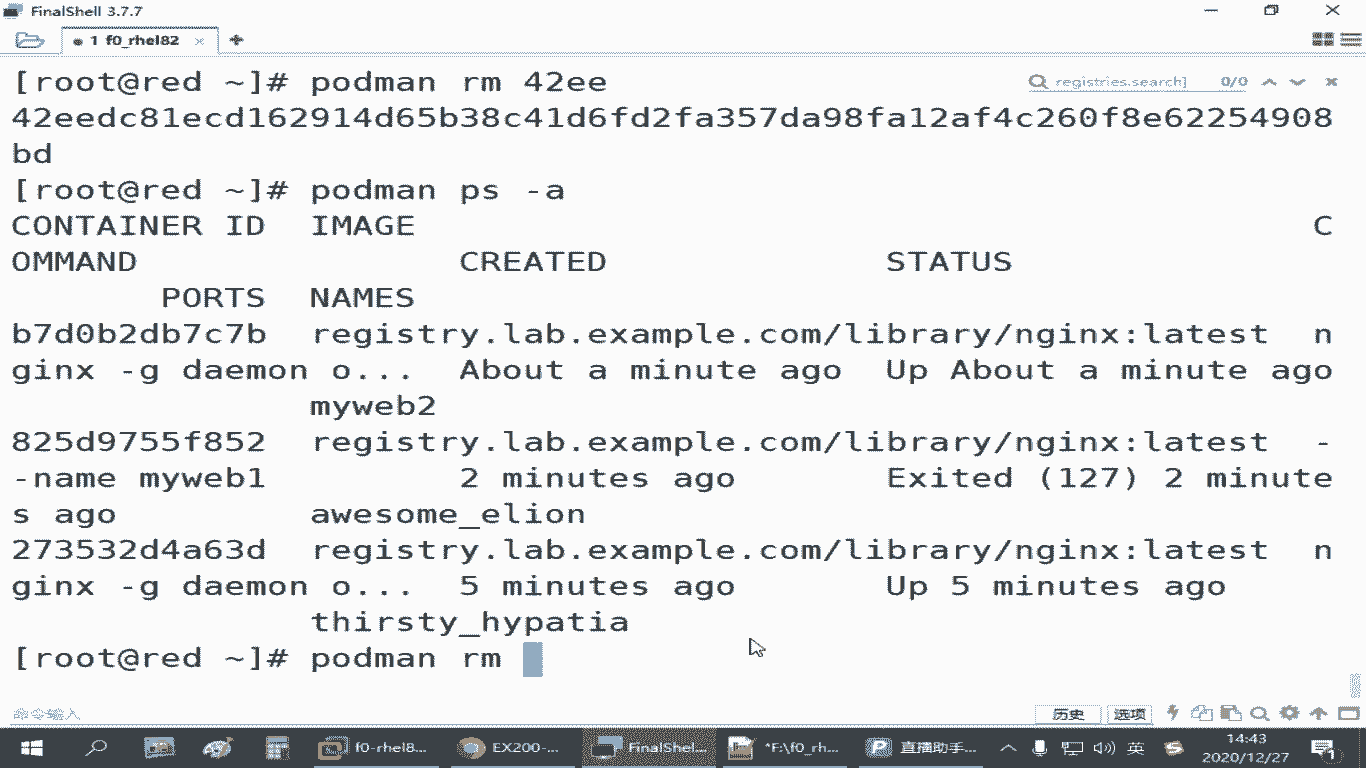 FinalShell 3.7.7
1 f0_rhel82
[root@red ~]# podman rm 42ee
registries.search] 0/0
42eedc81ecd162914d65b38c41d6fd2fa357da98fa12af4c260f8e62254908
bd
[root@red ~]# podman ps -a
CONTAINER ID IMAGE C
OMMAND CREATED STATUS
PORTS NAMES
b7d0b2db7c7b registry.lab.example.com/library/nginx:latest n
ginx -g daemon o... About a minute ago Up About a minute ago
myweb2
825d9755f852 registry.lab.example.com/library/nginx:latest -
-name myweb1 2 minutes ago Exited (127) 2 minute
s ago awesome_elion
273532d4a63d registry.lab.example.com/library/nginx:latest n
ginx -g daemon o... 5 minutes ago Up 5 minutes ago
thirsty_hypatia
[root@red ~]# podman rm
命令输入 历史 选项
f0-rhel8... EX200-... FinalShel... *F:\f0_rh... 直播助手... 英 14:43
2020/12/27